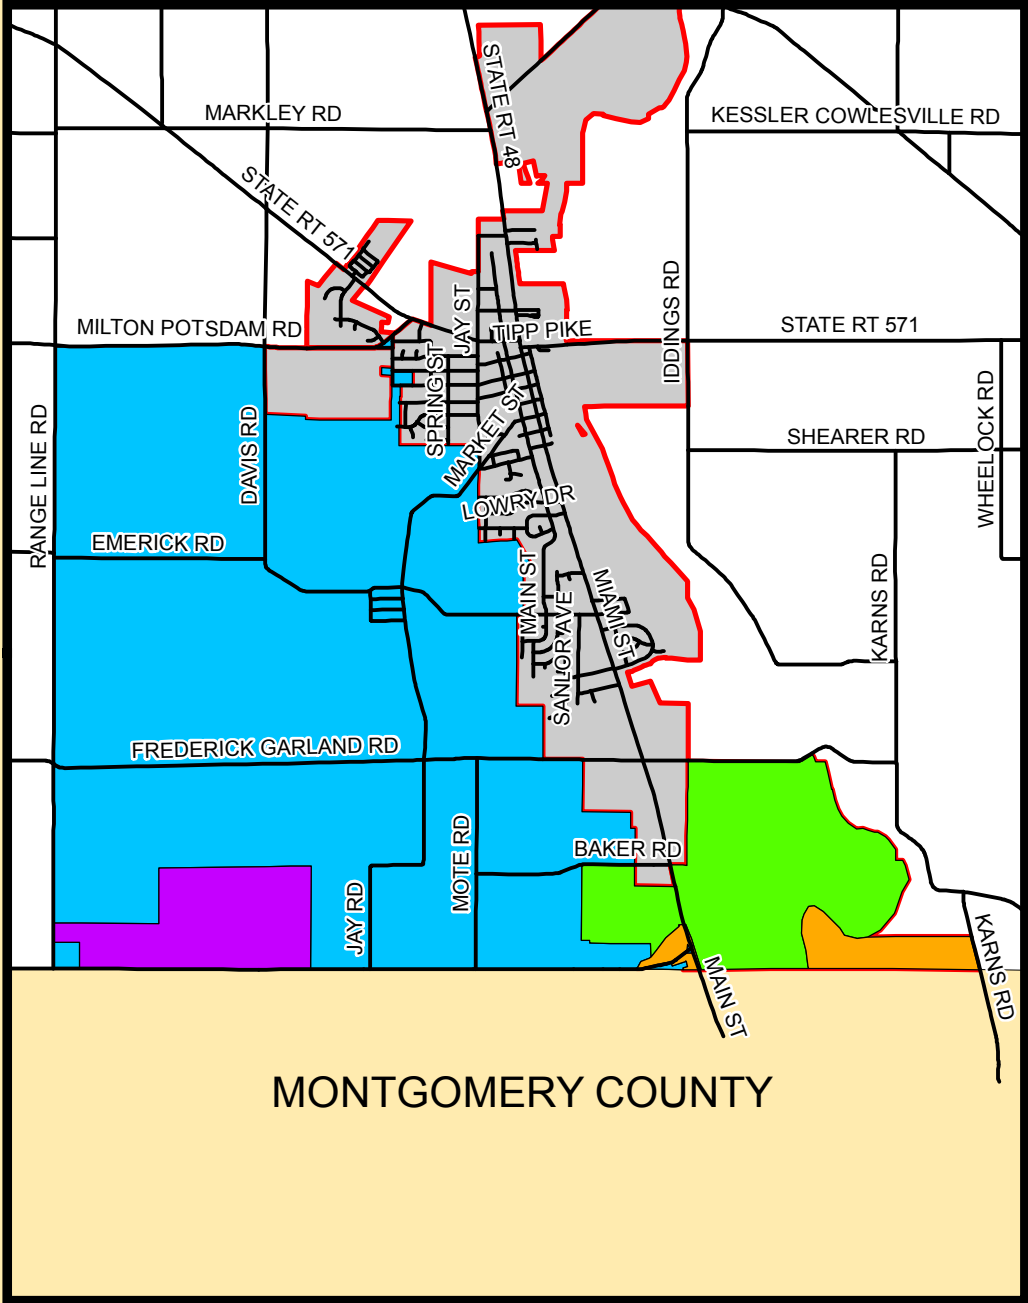 STATE RT 48
MARKLEY RD
KESSLER COWLESVILLE RD
STATE RT 571
IDDINGS RD
JAY ST
MILTON POTSDAM RD
TIPP PIKE
STATE RT 571
SPRING ST
WHEELOCK RD
RANGE LINE RD
DAVIS RD
MARKET ST
SHEARER RD
LOWRY DR
EMERICK RD
MAIN ST
SANLOR AVE
MIAMI ST
KARNS RD
FREDERICK GARLAND RD
MOTE RD
BAKER RD
JAY RD
KARNS RD
MAIN ST
MONTGOMERY COUNTY